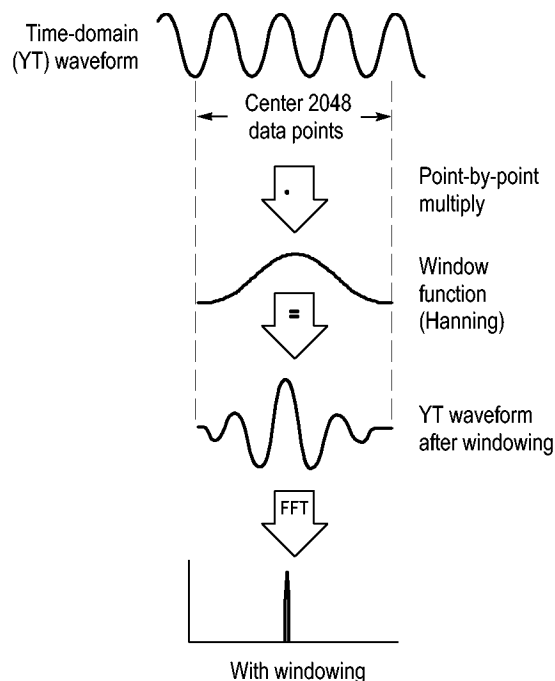 Time-domain
(YT) waveform
Center 2048
data points
Point-by-point
multiply
Window
function
(Hanning)
=
YT waveform
after windowing
FFT
With windowing